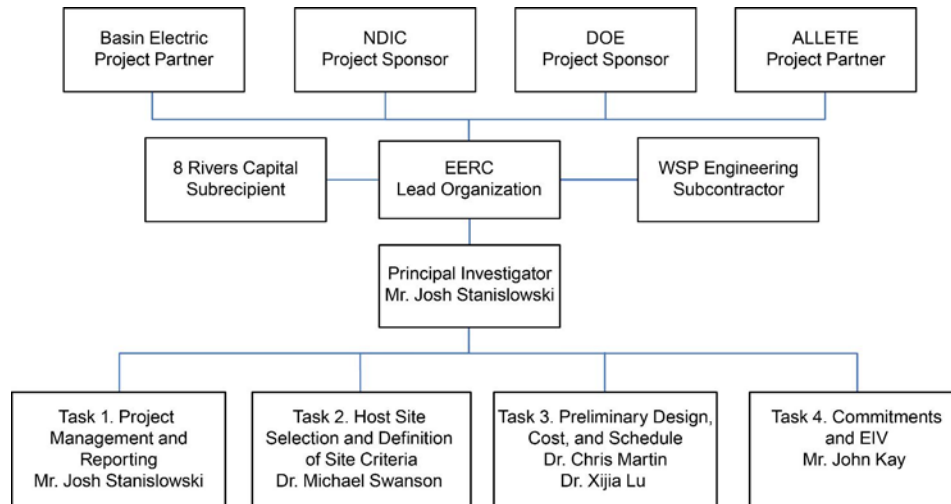 Basin Electric
Project Partner
NDIC
Project Sponsor
DOE
Project Sponsor
ALLETE
Project Partner
8 Rivers Capital
Subrecipient
EERC
Lead Organization
WSP Engineering
Subcontractor
Principal Investigator
Mr. Josh Stanislowski
Task 1. Project
Management and
Reporting
Mr. Josh Stanislowski
Task 2. Host Site
Selection and Definition
of Site Criteria
Dr. Michael Swanson
Task 3. Preliminary Design,
Cost, and Schedule
Dr. Chris Martin
Dr. Xijia Lu
Task 4. Commitments
and EIV
Mr. John Kay